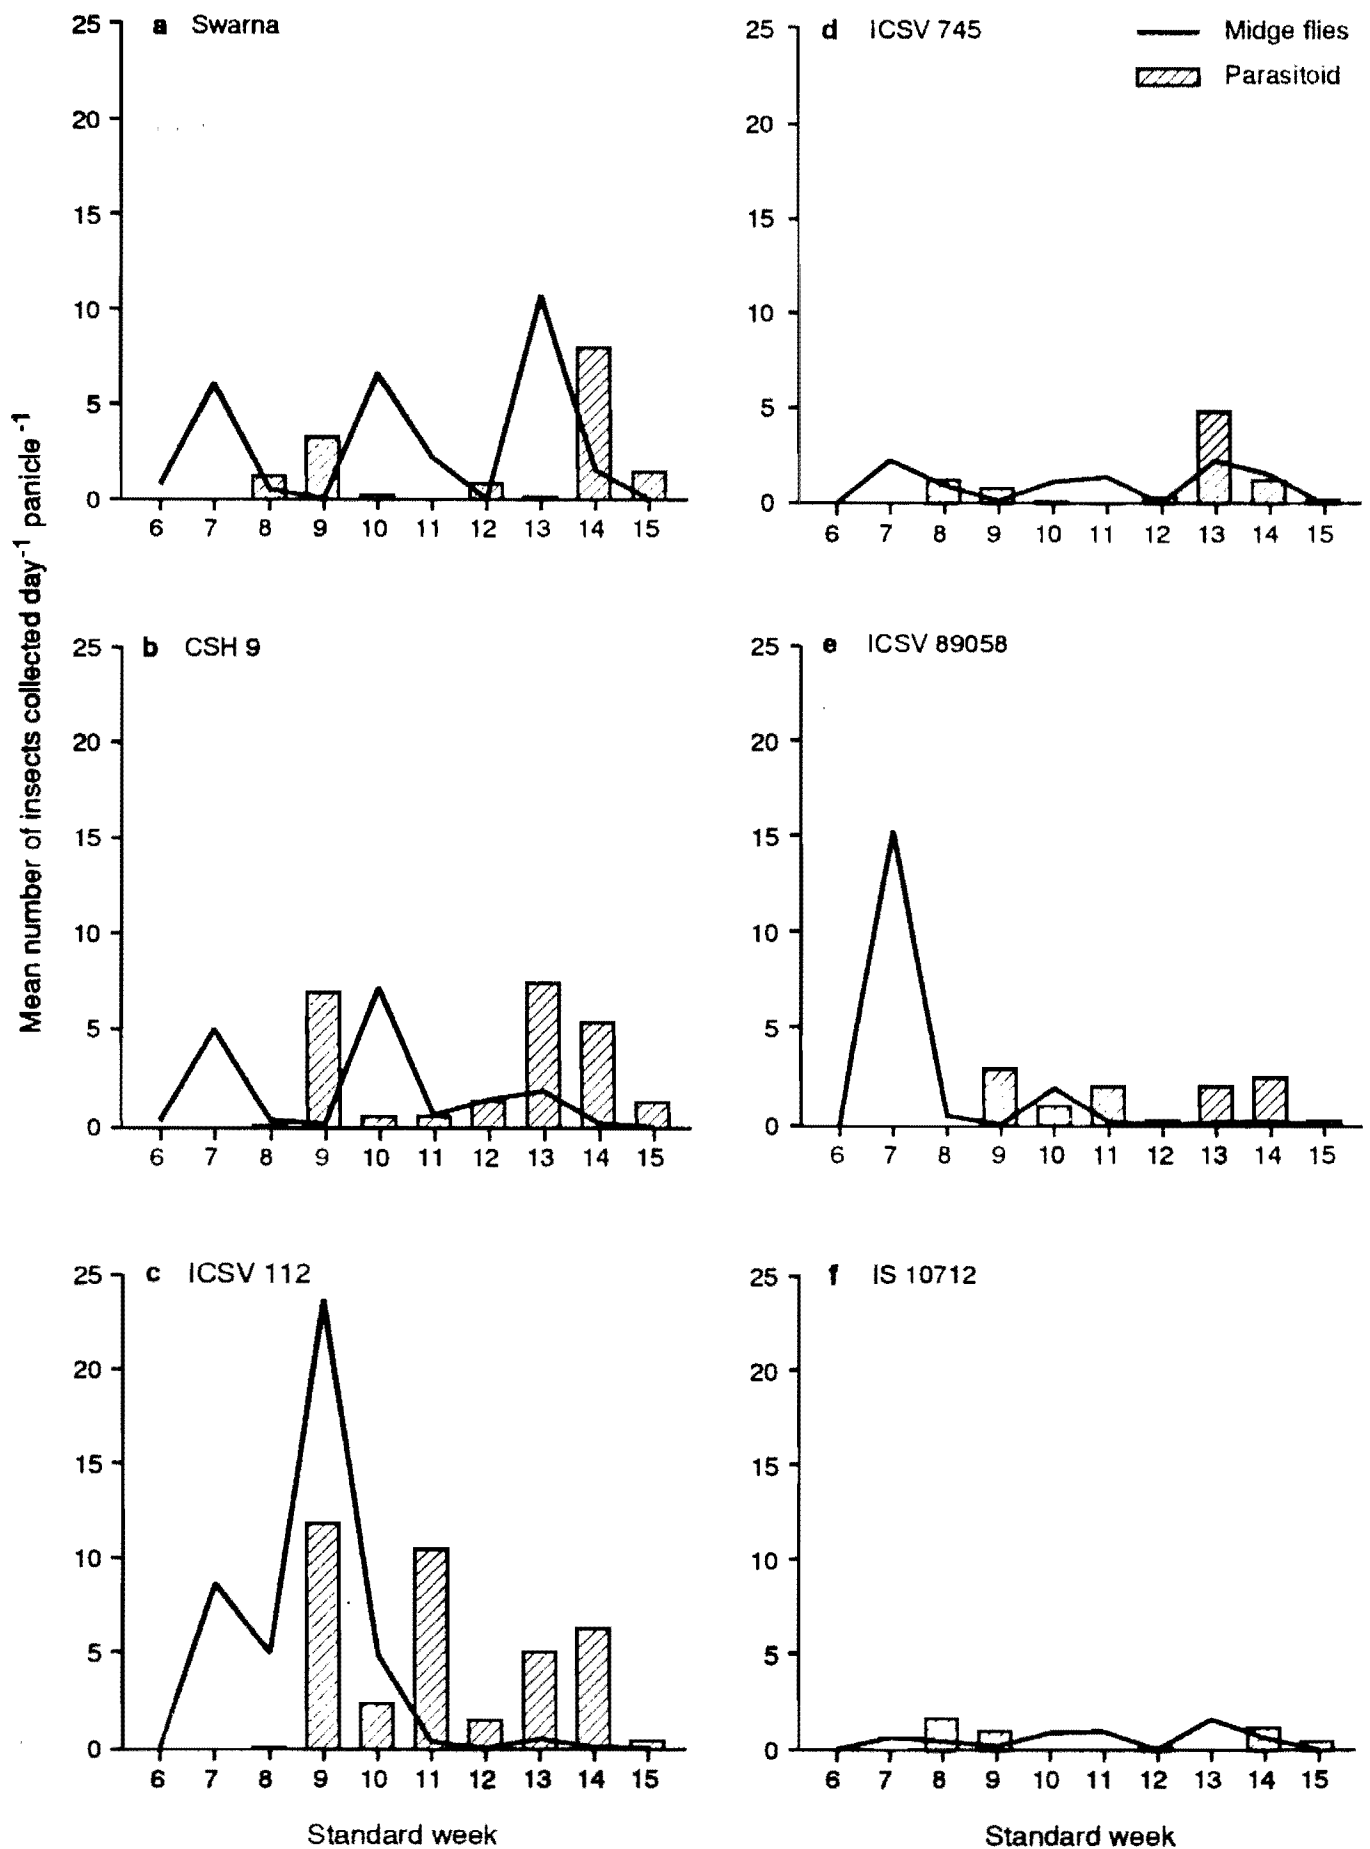 Mean number of insects collected day⁻¹ panicle⁻¹
a Swarna
25
20
15
10
5
0
6 7 8 9 10 11 12 13 14 15
b CSH 9
25
20
15
10
5
0
6 7 8 9 10 11 12 13 14 15
c ICSV 112
25
20
15
10
5
0
6 7 8 9 10 11 12 13 14 15
Standard week
d ICSV 745
Midge flies
Parasitoid
25
20
15
10
5
0
6 7 8 9 10 11 12 13 14 15
e ICSV 89058
25
20
15
10
5
0
6 7 8 9 10 11 12 13 14 15
f IS 10712
25
20
15
10
5
0
6 7 8 9 10 11 12 13 14 15
Standard week